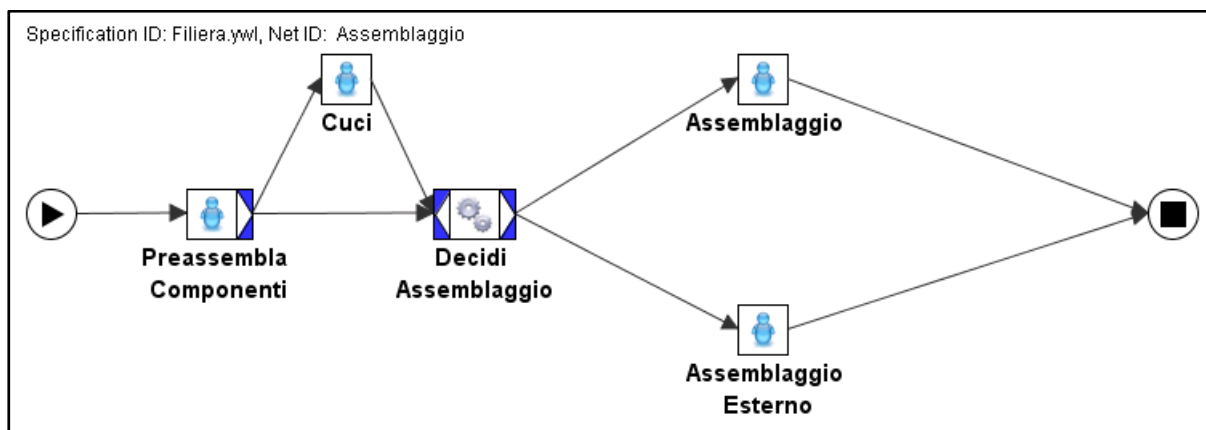 Specification ID: Filiera.ywl, Net ID: Assemblaggio
Cuci
Assemblaggio
Preassembla
Componenti
Decidi
Assemblaggio
Assemblaggio
Esterno